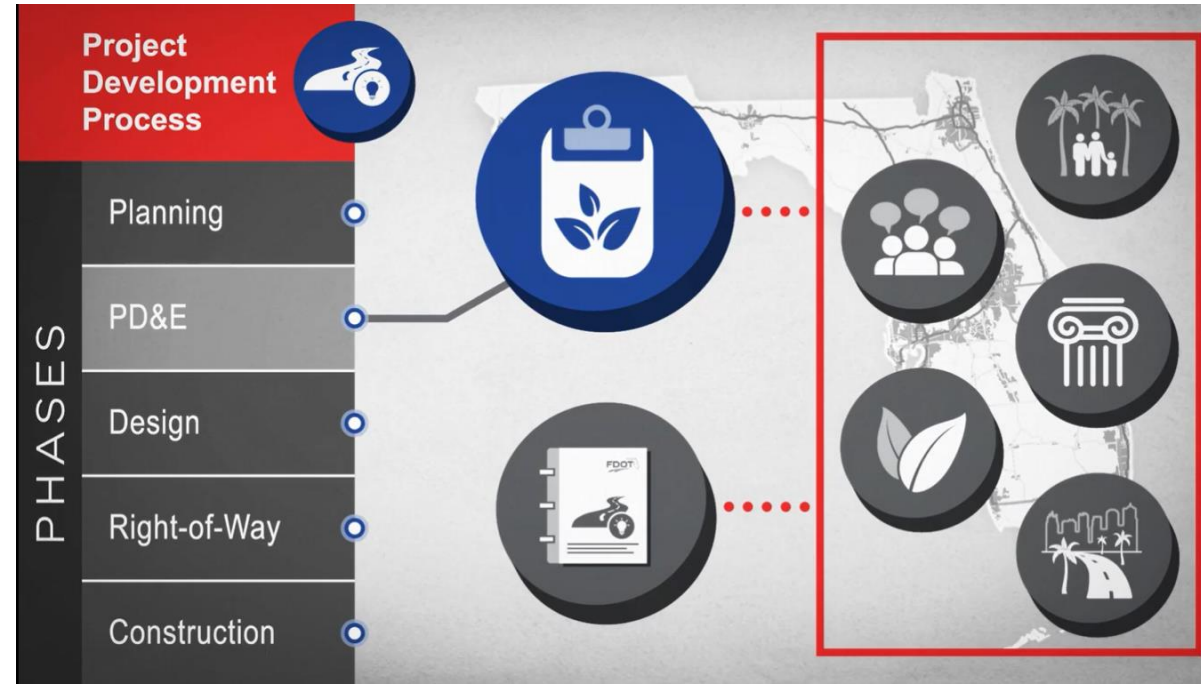 Project
Development
Process
PHASES
Planning
PD&E
Design
Right-of-Way
Construction
FDOT